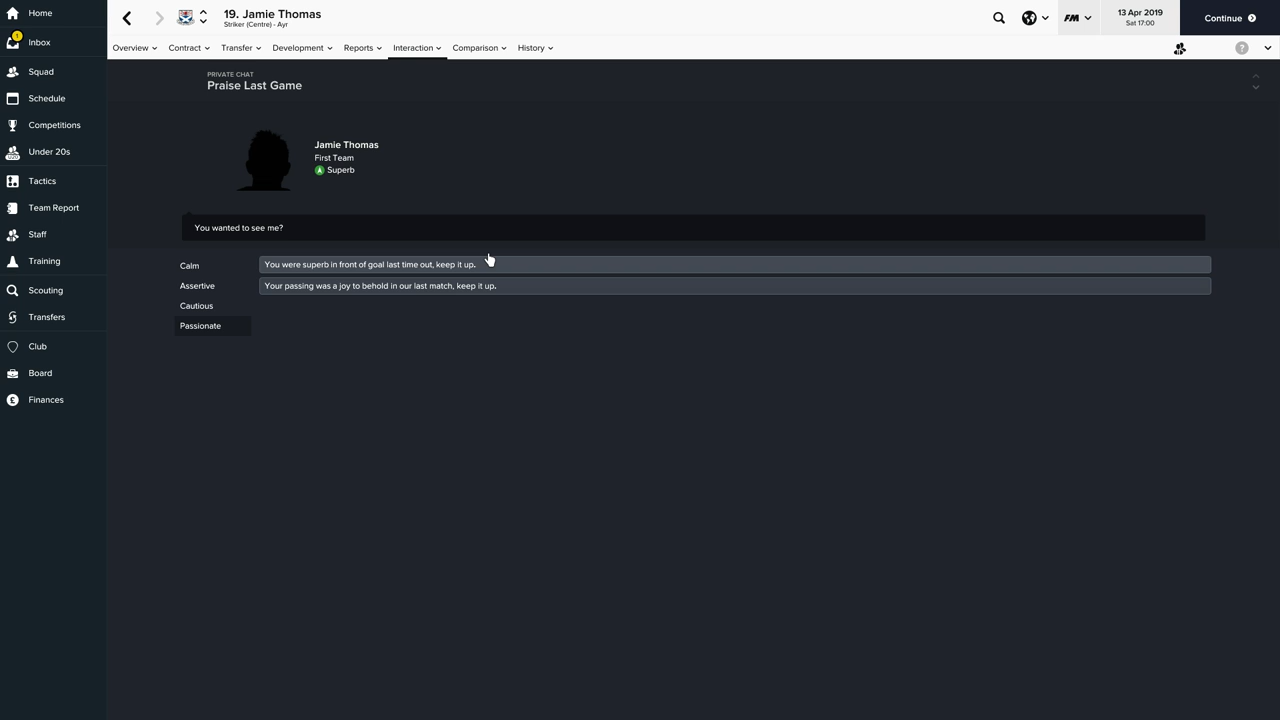 Home
1
Inbox
Squad
Schedule
Competitions
Under 20s
Tactics
Team Report
Staff
Training
Scouting
Transfers
Club
Board
£ Finances
19. Jamie Thomas
Striker (Centre) - Ayr
FM
13 Apr 2019
Sat 17:00
Continue
Overview
Contract
Transfer
Development
Reports
Interaction
Comparison
History
?
PRIVATE CHAT
Praise Last Game
Jamie Thomas
First Team
Superb
You wanted to see me?
Calm
Assertive
Cautious
Passionate
You were superb in front of goal last time out, keep it up.
Your passing was a joy to behold in our last match, keep it up.